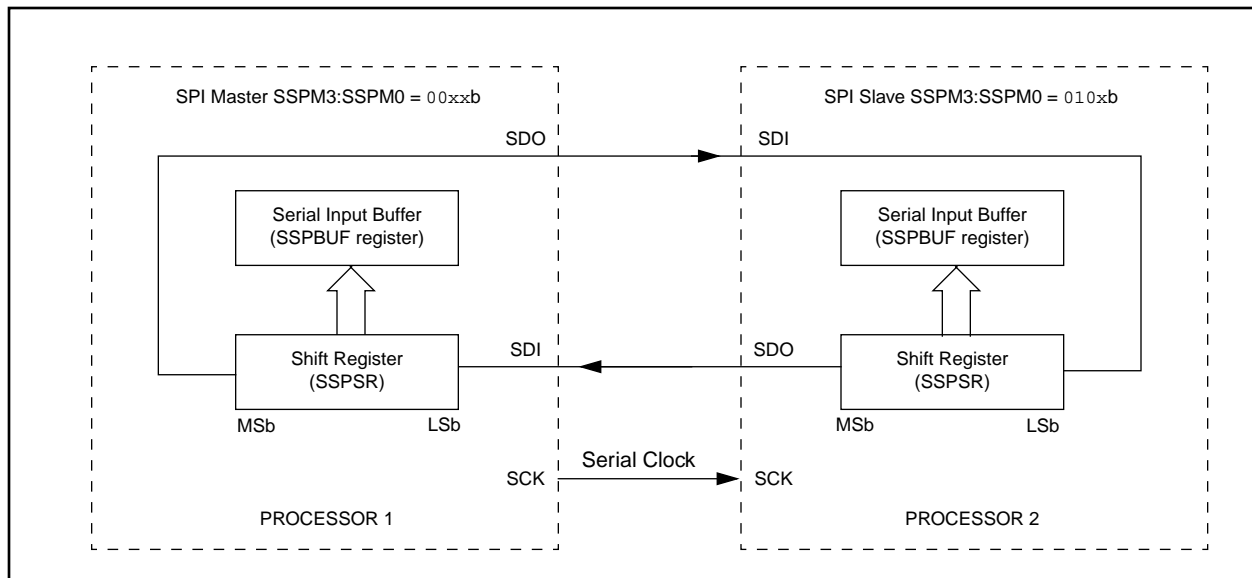 SPI Master SSPM3:SSPM0 = 00xxb
SDO
Serial Input Buffer
(SSPBUF register)
Shift Register
(SSPSR)
MSb
LSb
SDI
SCK
PROCESSOR 1
Serial Clock
SPI Slave SSPM3:SSPM0 = 010xb
SDI
Serial Input Buffer
(SSPBUF register)
SDO
Shift Register
(SSPSR)
MSb
LSb
SCK
PROCESSOR 2